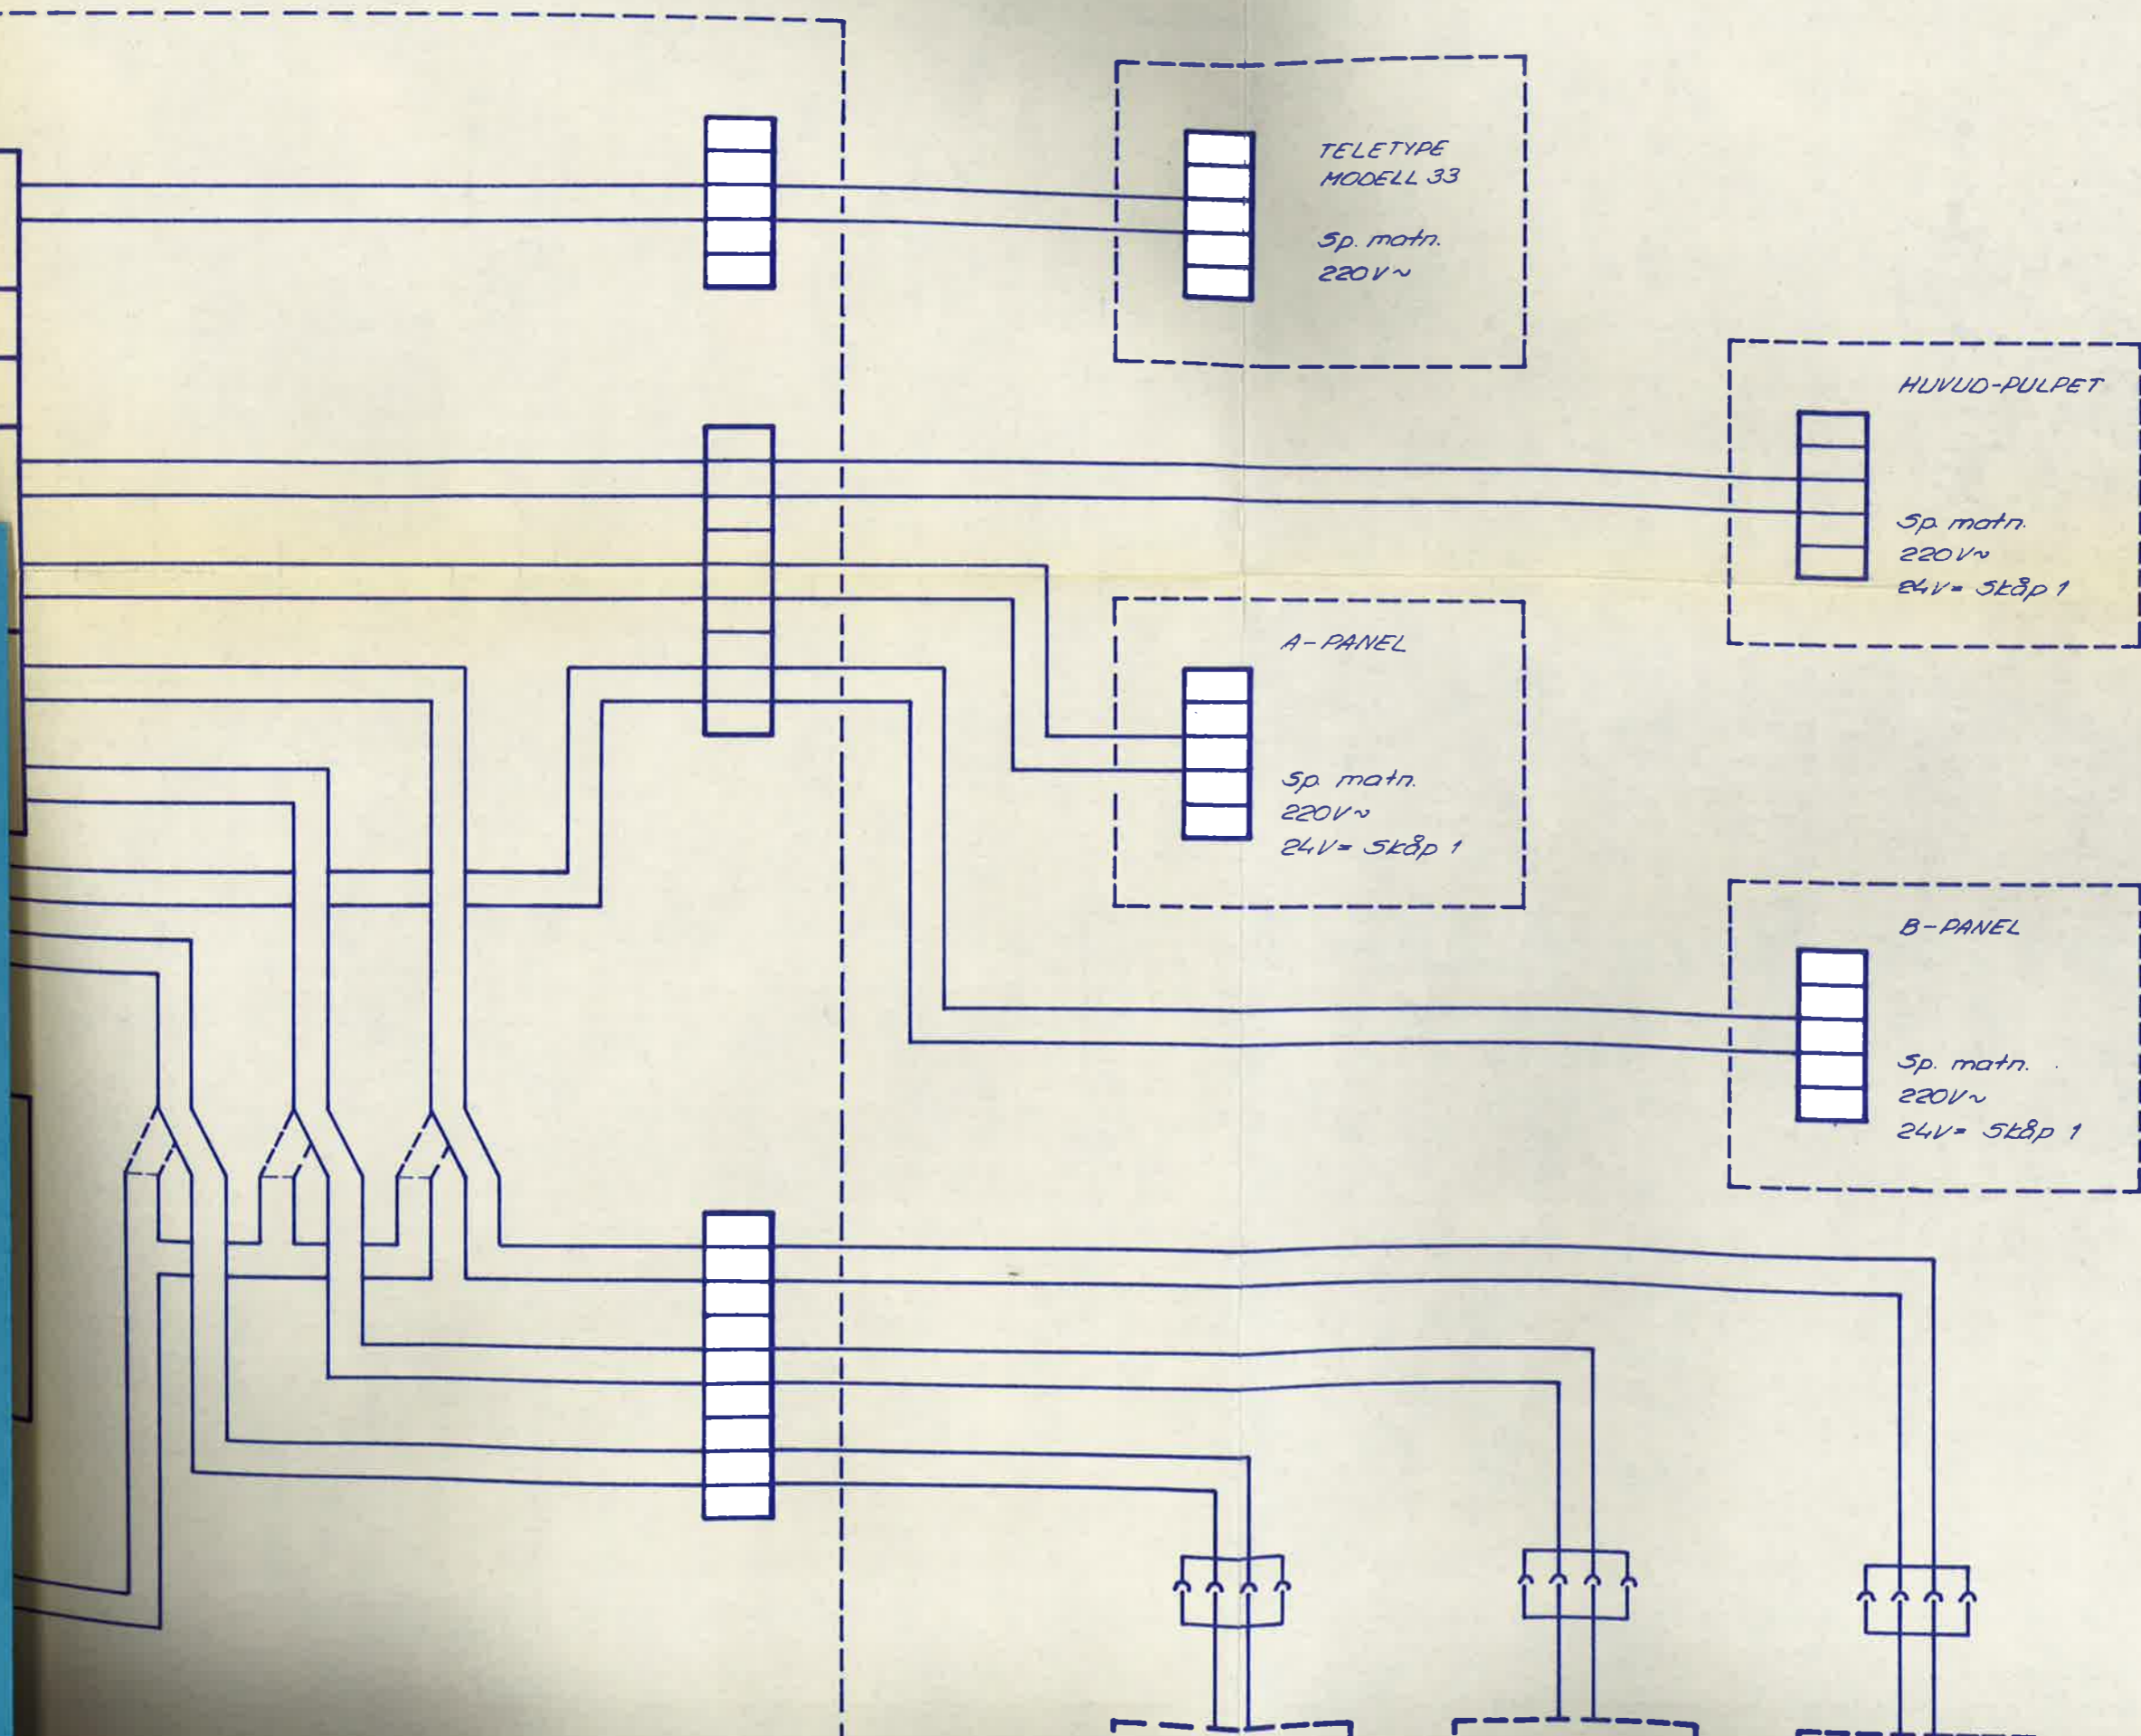 TELETYPE
MODELL 33
Sp. matn.
220V~
HUVUD-PULPET
Sp. matn.
220V~
24V= Skåp 1
A-PANEL
Sp. matn.
220V~
24V= Skåp 1
B-PANEL
Sp. matn.
220V~
24V= Skåp 1